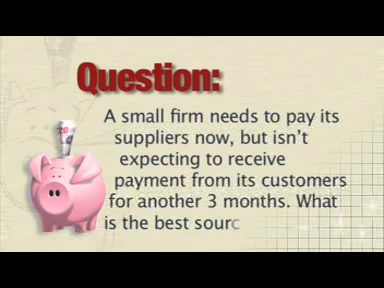 Question:
A small firm needs to pay its
suppliers now, but isn't
expecting to receive
payment from its customers
for another 3 months. What
is the best sourc